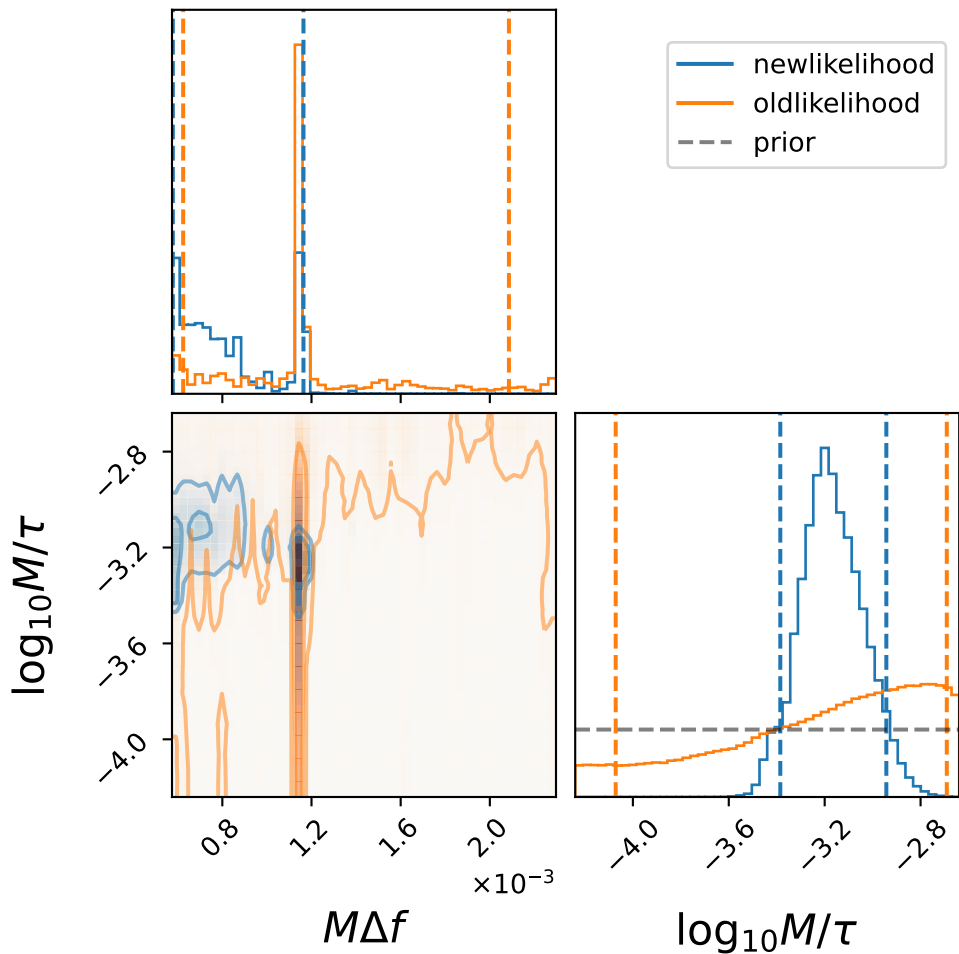 newlikelihood
oldlikelihood
prior
log₁₀M/τ
−2.8
−3.2
−3.6
−4.0
0.8
1.2
1.6
2.0
×10⁻³
MΔf
−4.0
−3.6
−3.2
−2.8
log₁₀M/τ